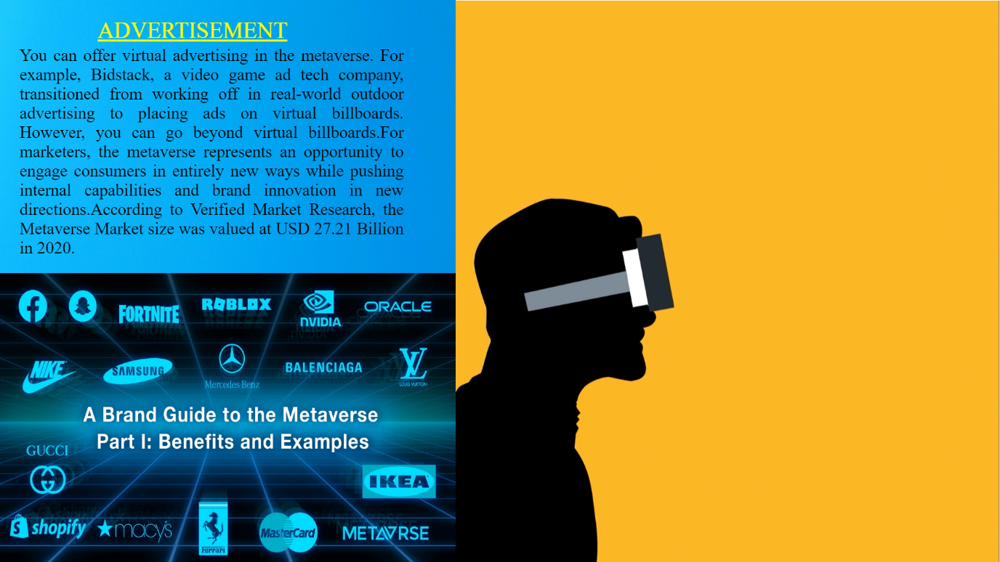 ADVERTISEMENT
You can offer virtual advertising in the metaverse. For
example, Bidstack, a video game ad tech company,
transitioned from working off in real-world outdoor
advertising to placing ads on virtual billboards.
However, you can go beyond virtual billboards.For
marketers, the metaverse represents an opportunity to
engage consumers in entirely new ways while pushing
internal capabilities and brand innovation in new
directions.According to Verified Market Research, the
Metaverse Market size was valued at USD 27.21 Billion
in 2020.
FORTNITE
ROBLOX
NVIDIA
ORACLE
NIKE
SAMSUNG
Mercedes-Benz
BALENCIAGA
LOUIS VUITTON
A Brand Guide to the Metaverse
Part I: Benefits and Examples
GUCCI
IKEA
shopify
macy's
Ferrari
MasterCard
METAVRSE